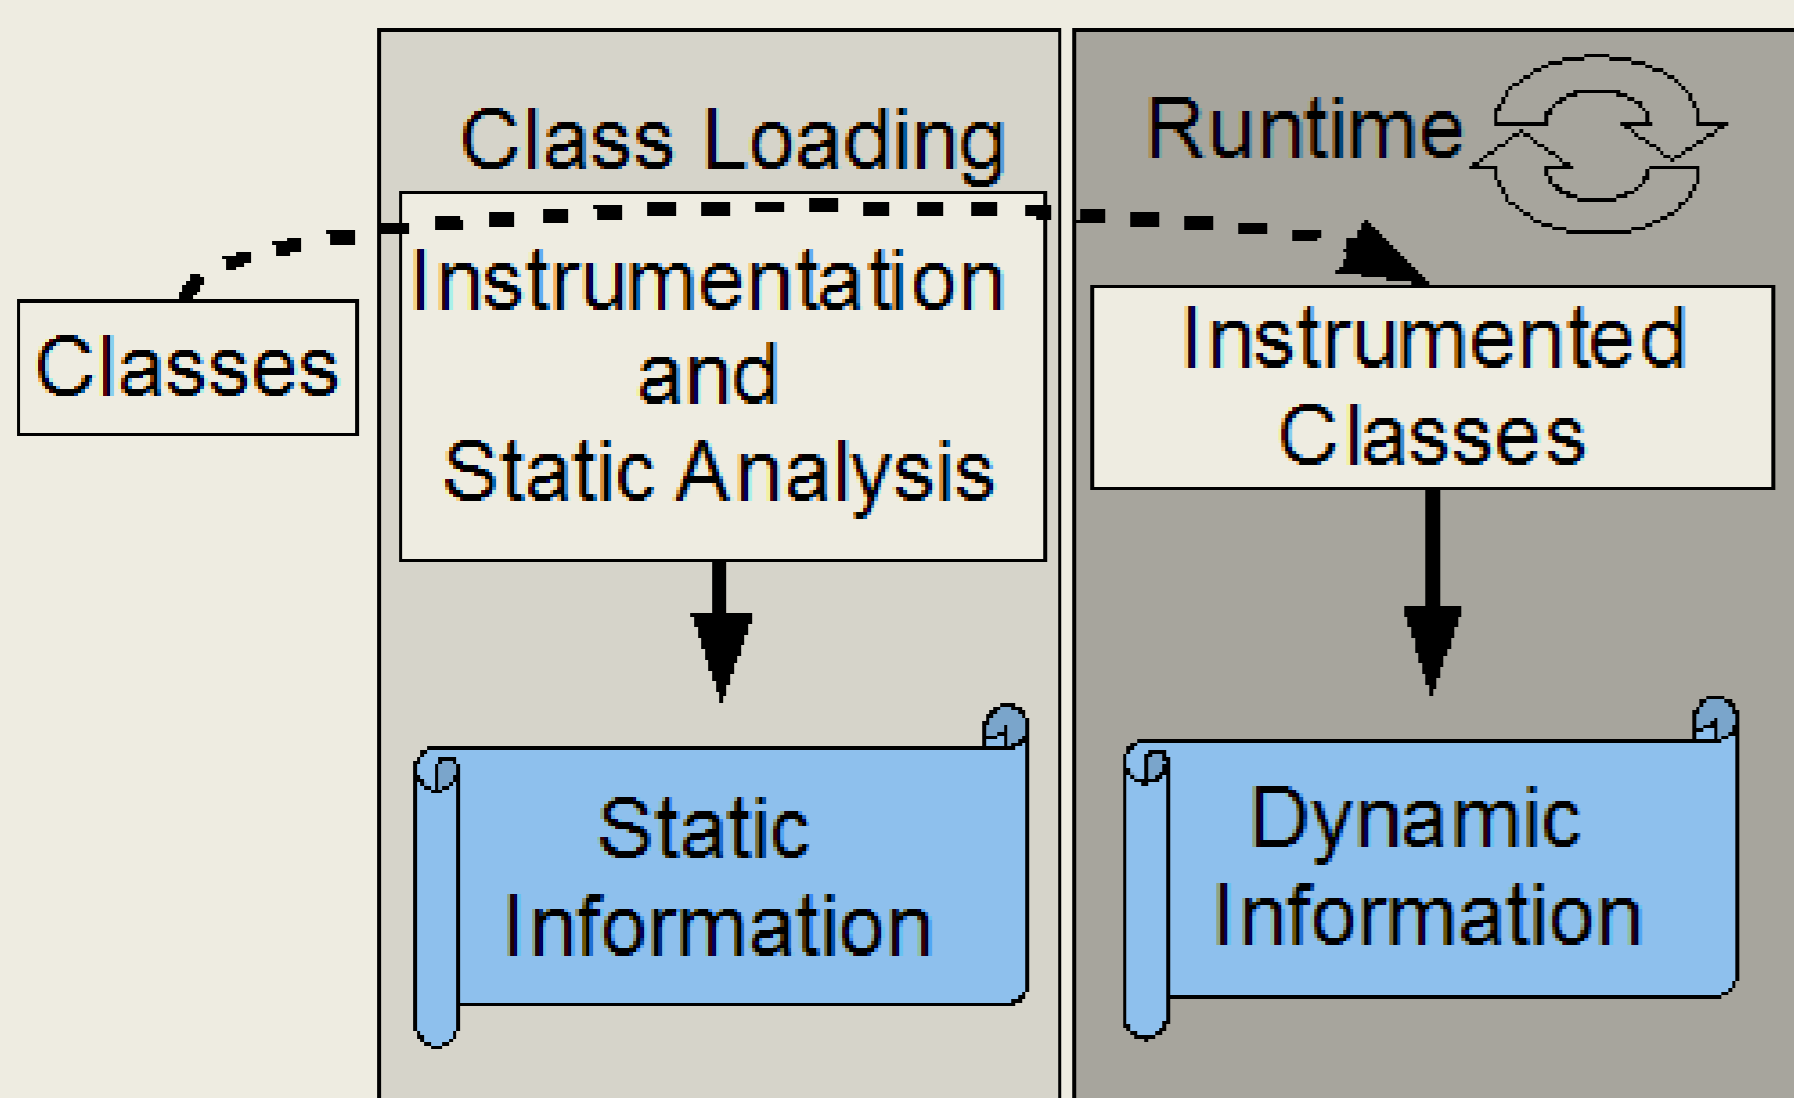 Class Loading
Runtime
Classes
Instrumentation
and
Static Analysis
Instrumented
Classes
Static
Information
Dynamic
Information